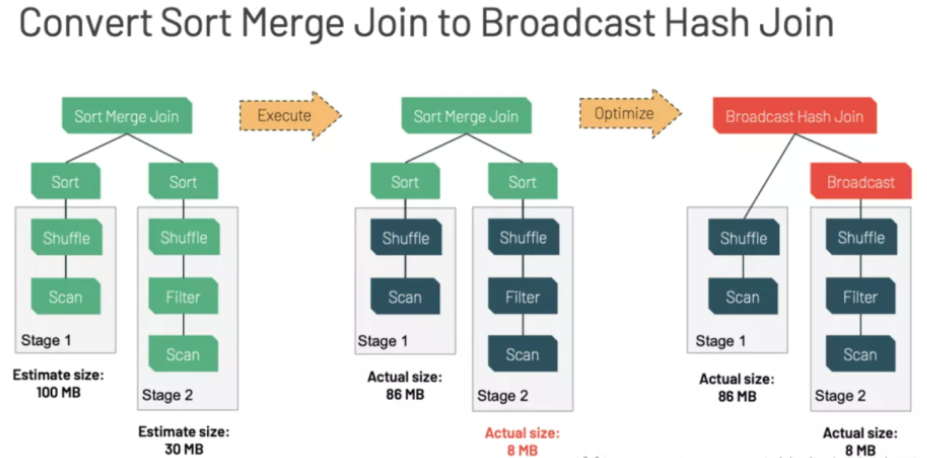 Convert Sort Merge Join to Broadcast Hash Join
Sort Merge Join
Execute
Sort Merge Join
Optimize
Broadcast Hash Join
Sort
Sort
Sort
Sort
Broadcast
Shuffle
Shuffle
Shuffle
Shuffle
Shuffle
Shuffle
Scan
Filter
Scan
Filter
Scan
Filter
Stage 1
Scan
Stage 1
Scan
Stage 1
Scan
Estimate size:
100 MB
Stage 2
Actual size:
86 MB
Stage 2
Actual size:
86 MB
Stage 2
Estimate size:
30 MB
Actual size:
8 MB
Actual size:
8 MB